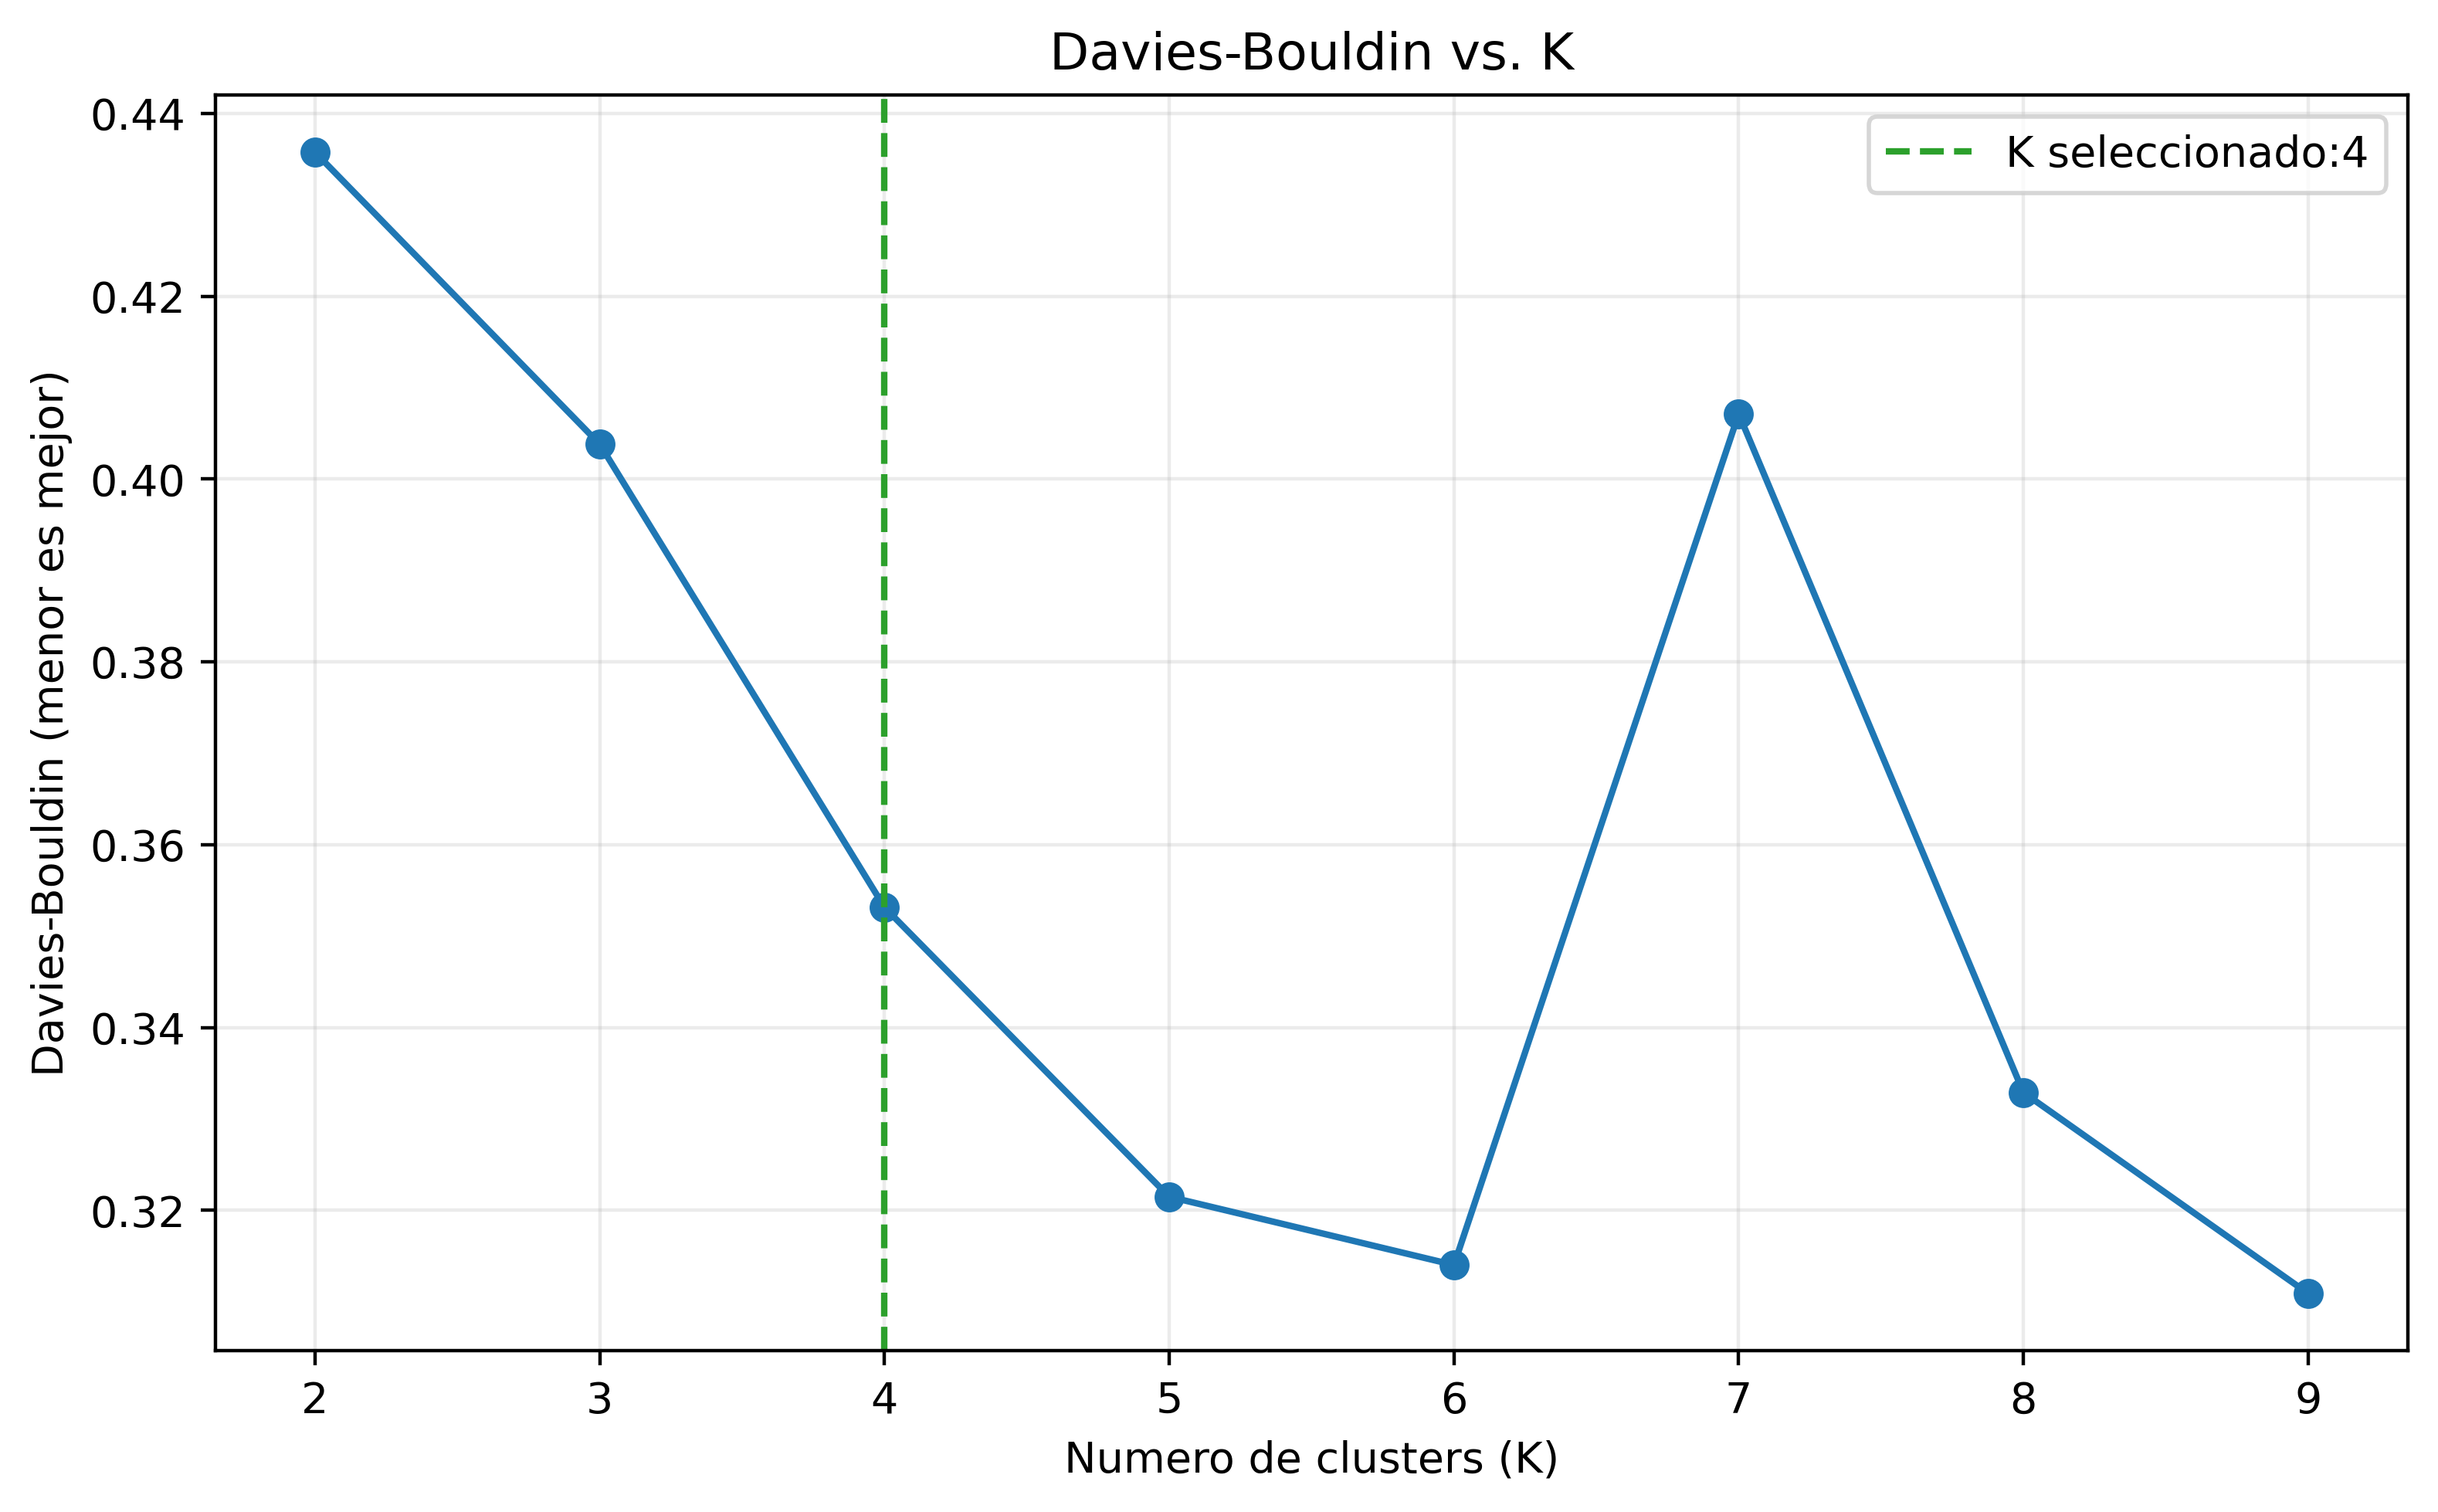 Davies-Bouldin vs. K
K seleccionado:4
Davies-Bouldin (menor es mejor)
0.44
0.42
0.40
0.38
0.36
0.34
0.32
2 3 4 5 6 7 8 9
Numero de clusters (K)